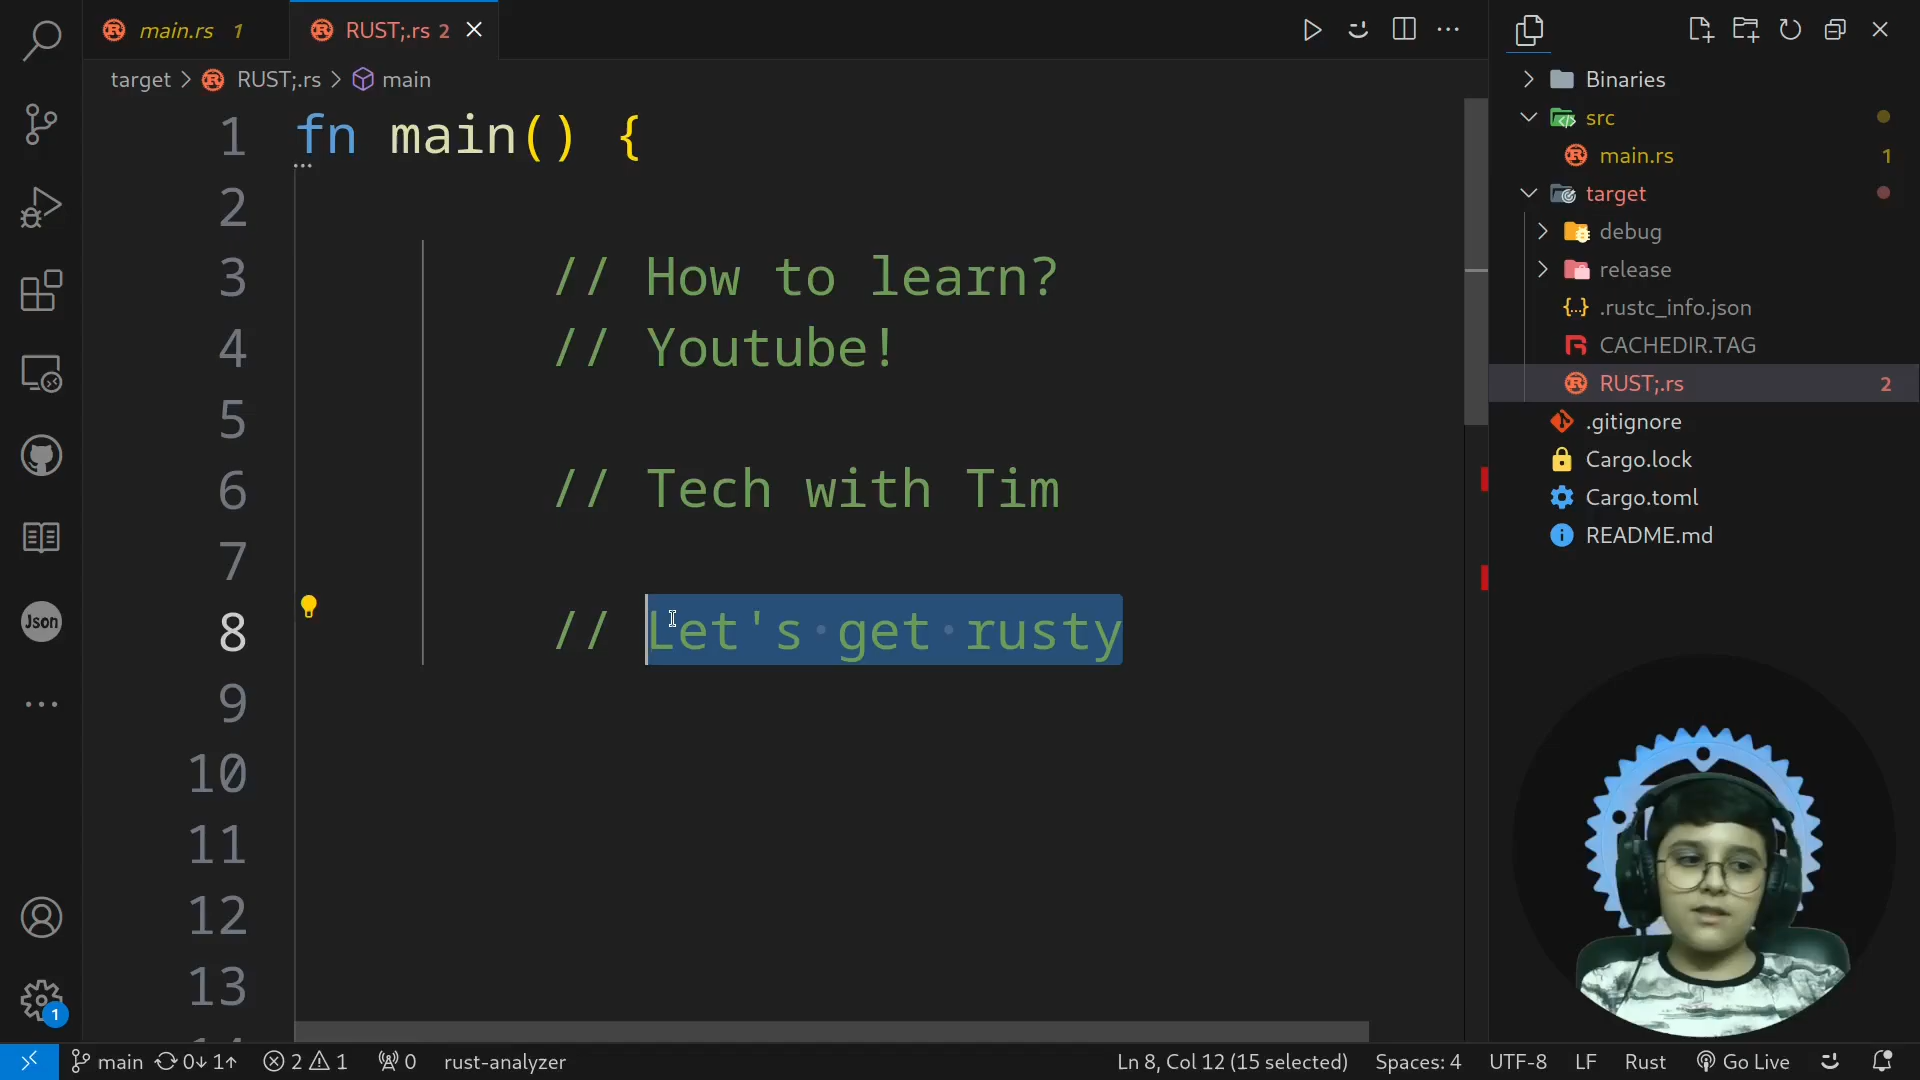 main.rs 1
RUST;.rs 2
target > RUST;.rs > main
1 fn main() {
2
3 // How to learn?
4 // Youtube!
5
6 // Tech with Tim
7
8 // Let's get rusty
9
10
11
12
13
Json
1
Binaries
src
main.rs 1
target
debug
release
{..} .rustc_info.json
CACHEDIR.TAG
RUST;.rs 2
.gitignore
Cargo.lock
Cargo.toml
README.md
main 0↓ 1↑ 2 1 0 rust-analyzer Ln 8, Col 12 (15 selected) Spaces: 4 UTF-8 LF Rust Go Live